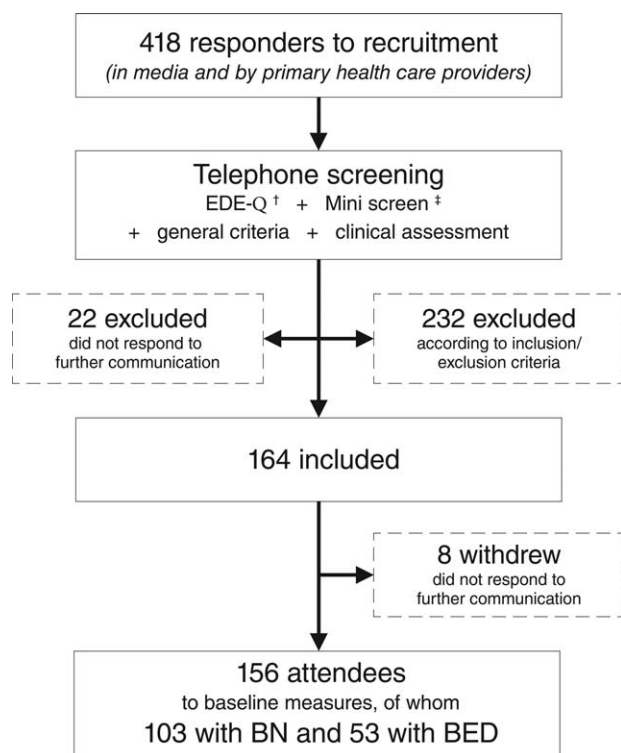 418 responders to recruitment
(in media and by primary health care providers)
Telephone screening
EDE-Q † + Mini screen ‡
+ general criteria + clinical assessment
22 excluded
did not respond to
further communication
232 excluded
according to inclusion/
exclusion criteria
164 included
8 withdrew
did not respond to
further communication
156 attendees
to baseline measures, of whom
103 with BN and 53 with BED